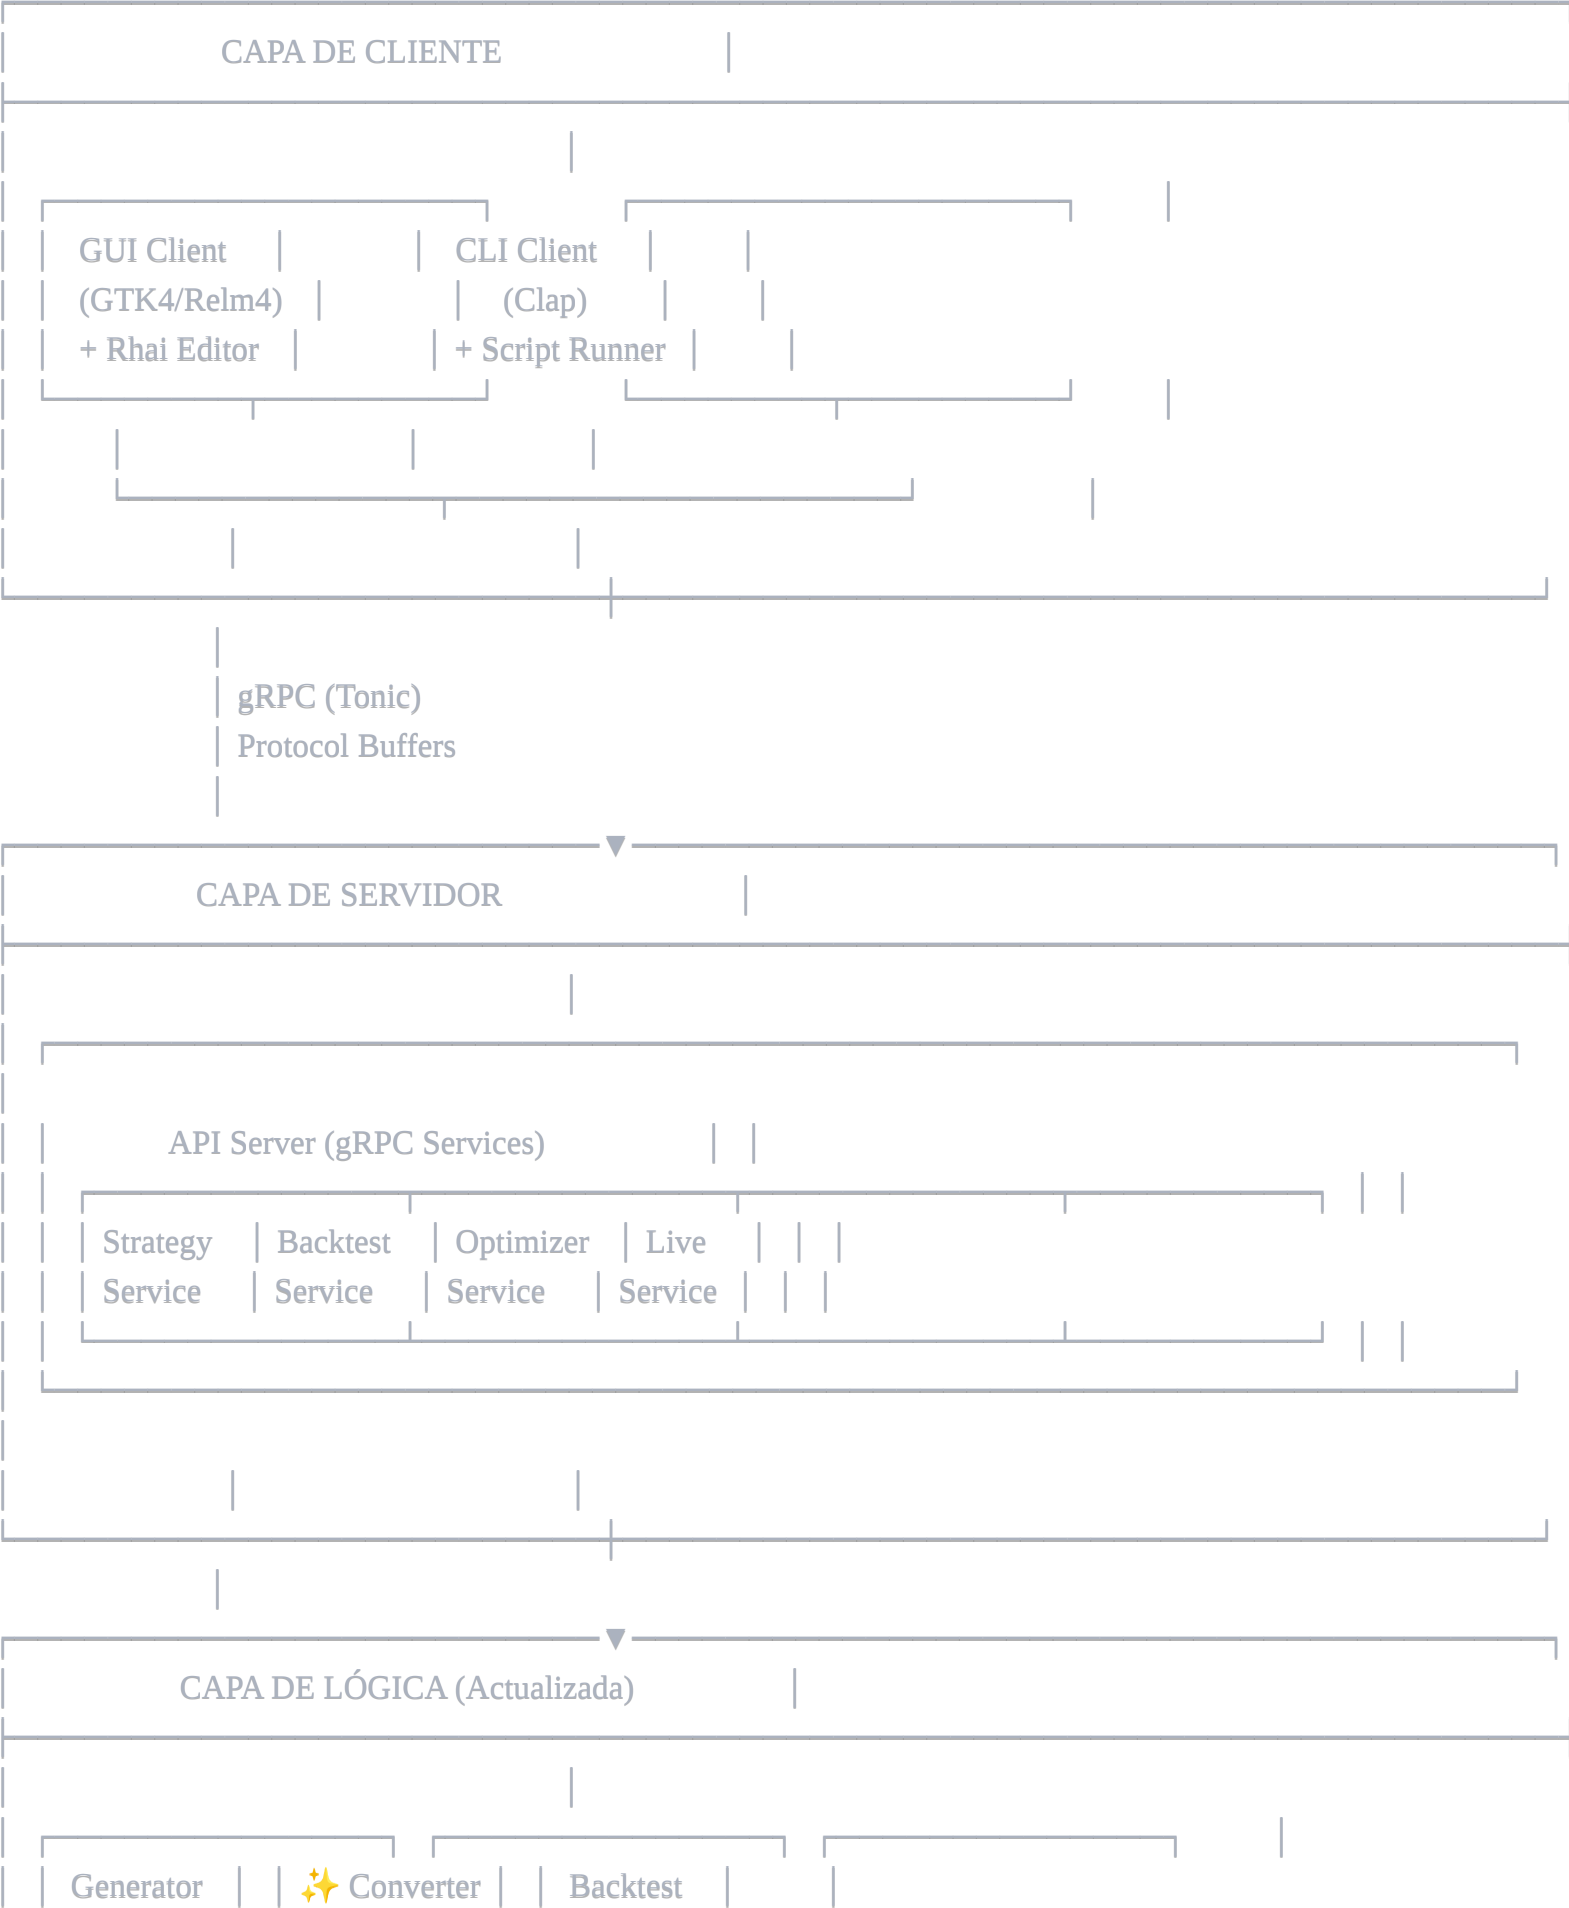 CAPA DE CLIENTE
GUI Client CLI Client
(GTK4/Relm4) (Clap)
+ Rhai Editor + Script Runner
gRPC (Tonic)
Protocol Buffers
▼
CAPA DE SERVIDOR
API Server (gRPC Services)
Strategy Backtest Optimizer Live
Service Service Service Service
▼
CAPA DE LÓGICA (Actualizada)
Generator ✨ Converter Backtest